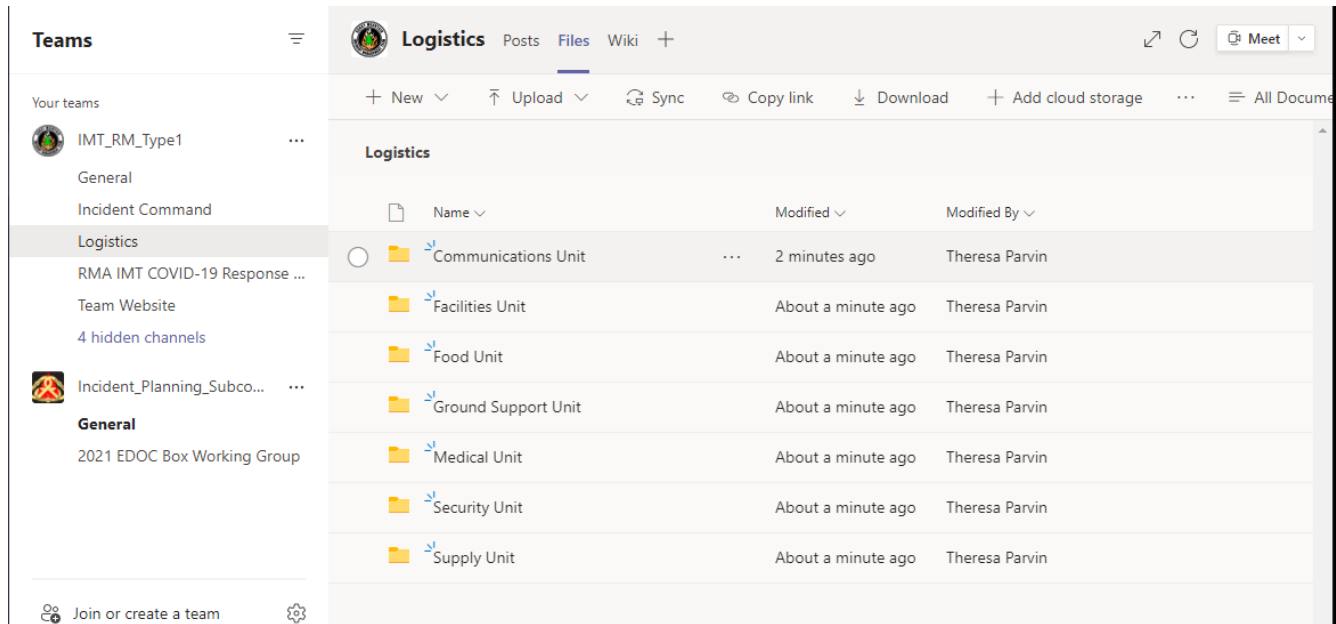 Teams
Your teams
IMT_RM_Type1 ...
General
Incident Command
Logistics
RMA IMT COVID-19 Response ...
Team Website
4 hidden channels
Incident_Planning_Subco... ...
General
2021 EDOC Box Working Group
Join or create a team
Logistics Posts Files Wiki +
Meet
+ New Upload Sync Copy link Download + Add cloud storage ... All Docume
Logistics
Name Modified Modified By
Communications Unit ... 2 minutes ago Theresa Parvin
Facilities Unit About a minute ago Theresa Parvin
Food Unit About a minute ago Theresa Parvin
Ground Support Unit About a minute ago Theresa Parvin
Medical Unit About a minute ago Theresa Parvin
Security Unit About a minute ago Theresa Parvin
Supply Unit About a minute ago Theresa Parvin